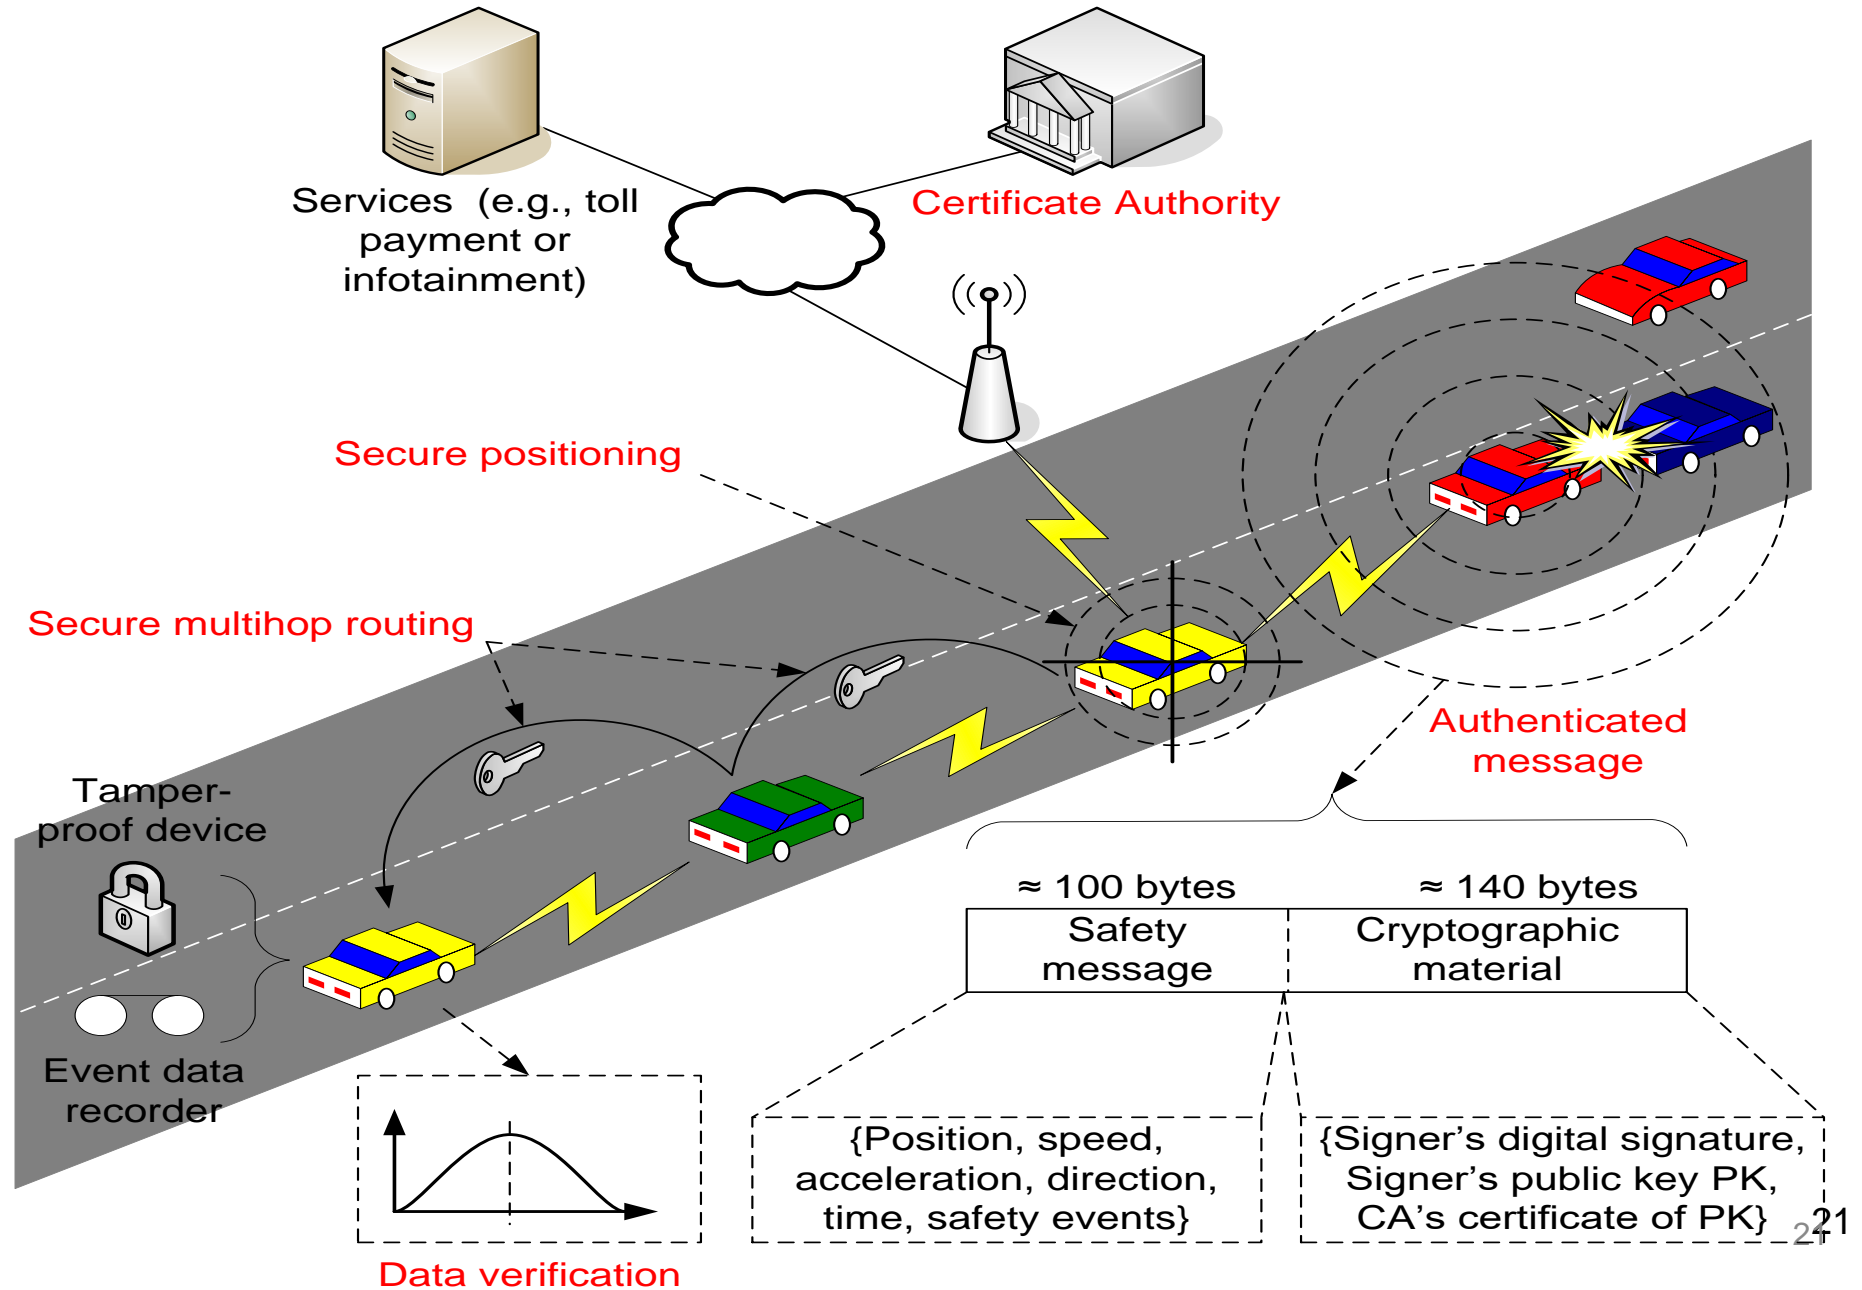 Services (e.g., toll
payment or
infotainment)
Certificate Authority
Secure positioning
Secure multihop routing
Authenticated
message
Tamper-
proof device
≈ 100 bytes
≈ 140 bytes
Safety
message
Cryptographic
material
Event data
recorder
{Position, speed,
acceleration, direction,
time, safety events}
{Signer’s digital signature,
Signer’s public key PK,
CA’s certificate of PK}
21
21
Data verification